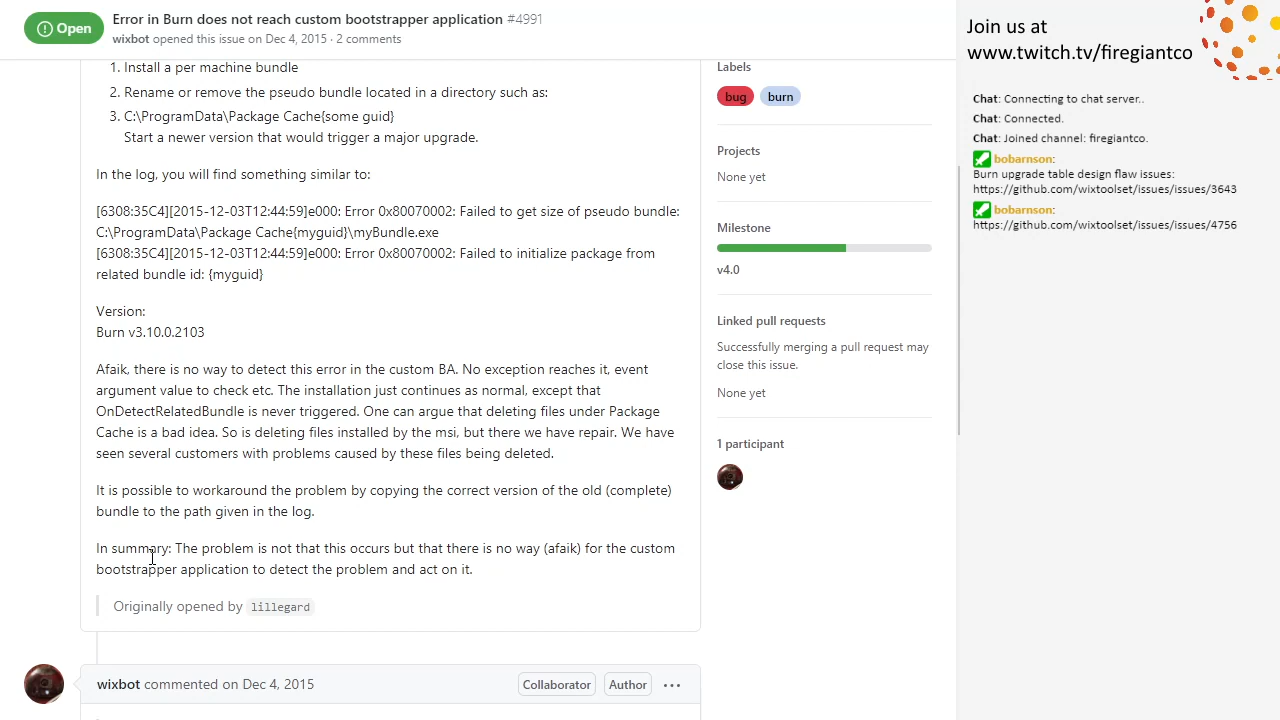 Open
Error in Burn does not reach custom bootstrapper application #4991
wixbot opened this issue on Dec 4, 2015 · 2 comments
1. Install a per machine bundle
2. Rename or remove the pseudo bundle located in a directory such as:
3. C:\ProgramData\Package Cache{some guid}
Start a newer version that would trigger a major upgrade.
In the log, you will find something similar to:
[6308:35C4][2015-12-03T12:44:59]e000: Error 0x80070002: Failed to get size of pseudo bundle:
C:\ProgramData\Package Cache{myguid}\myBundle.exe
[6308:35C4][2015-12-03T12:44:59]e000: Error 0x80070002: Failed to initialize package from
related bundle id: {myguid}
Version:
Burn v3.10.0.2103
Afaik, there is no way to detect this error in the custom BA. No exception reaches it, event
argument value to check etc. The installation just continues as normal, except that
OnDetectRelatedBundle is never triggered. One can argue that deleting files under Package
Cache is a bad idea. So is deleting files installed by the msi, but there we have repair. We have
seen several customers with problems caused by these files being deleted.
It is possible to workaround the problem by copying the correct version of the old (complete)
bundle to the path given in the log.
In summary: The problem is not that this occurs but that there is no way (afaik) for the custom
bootstrapper application to detect the problem and act on it.
Originally opened by lillegard
wixbot commented on Dec 4, 2015
Collaborator
Author
Labels
bug burn
Projects
None yet
Milestone
v4.0
Linked pull requests
Successfully merging a pull request may
close this issue.
None yet
1 participant
Join us at
www.twitch.tv/firegiantco
Chat: Connecting to chat server..
Chat: Connected.
Chat: Joined channel: firegiantco.
bobarnson:
Burn upgrade table design flaw issues:
https://github.com/wixtoolset/issues/issues/3643
bobarnson:
https://github.com/wixtoolset/issues/issues/4756